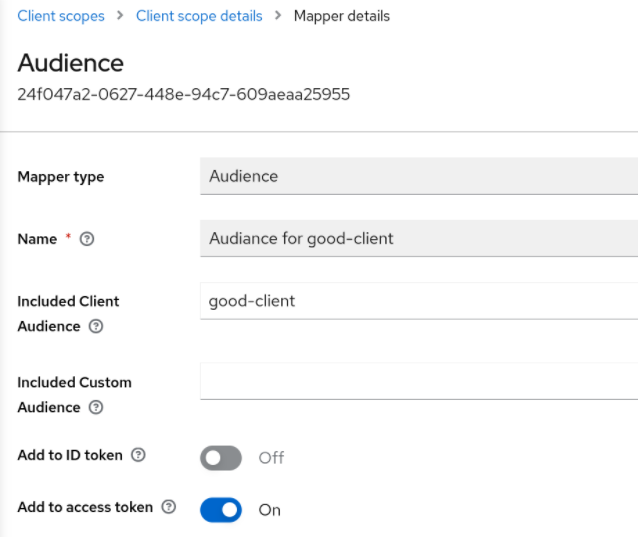 Client scopes > Client scope details > Mapper details
Audience
24f047a2-0627-448e-94c7-609aeaa25955
Mapper type Audience
Name * Audiance for good-client
Included Client good-client
Audience
Included Custom
Audience
Add to ID token Off
Add to access token On